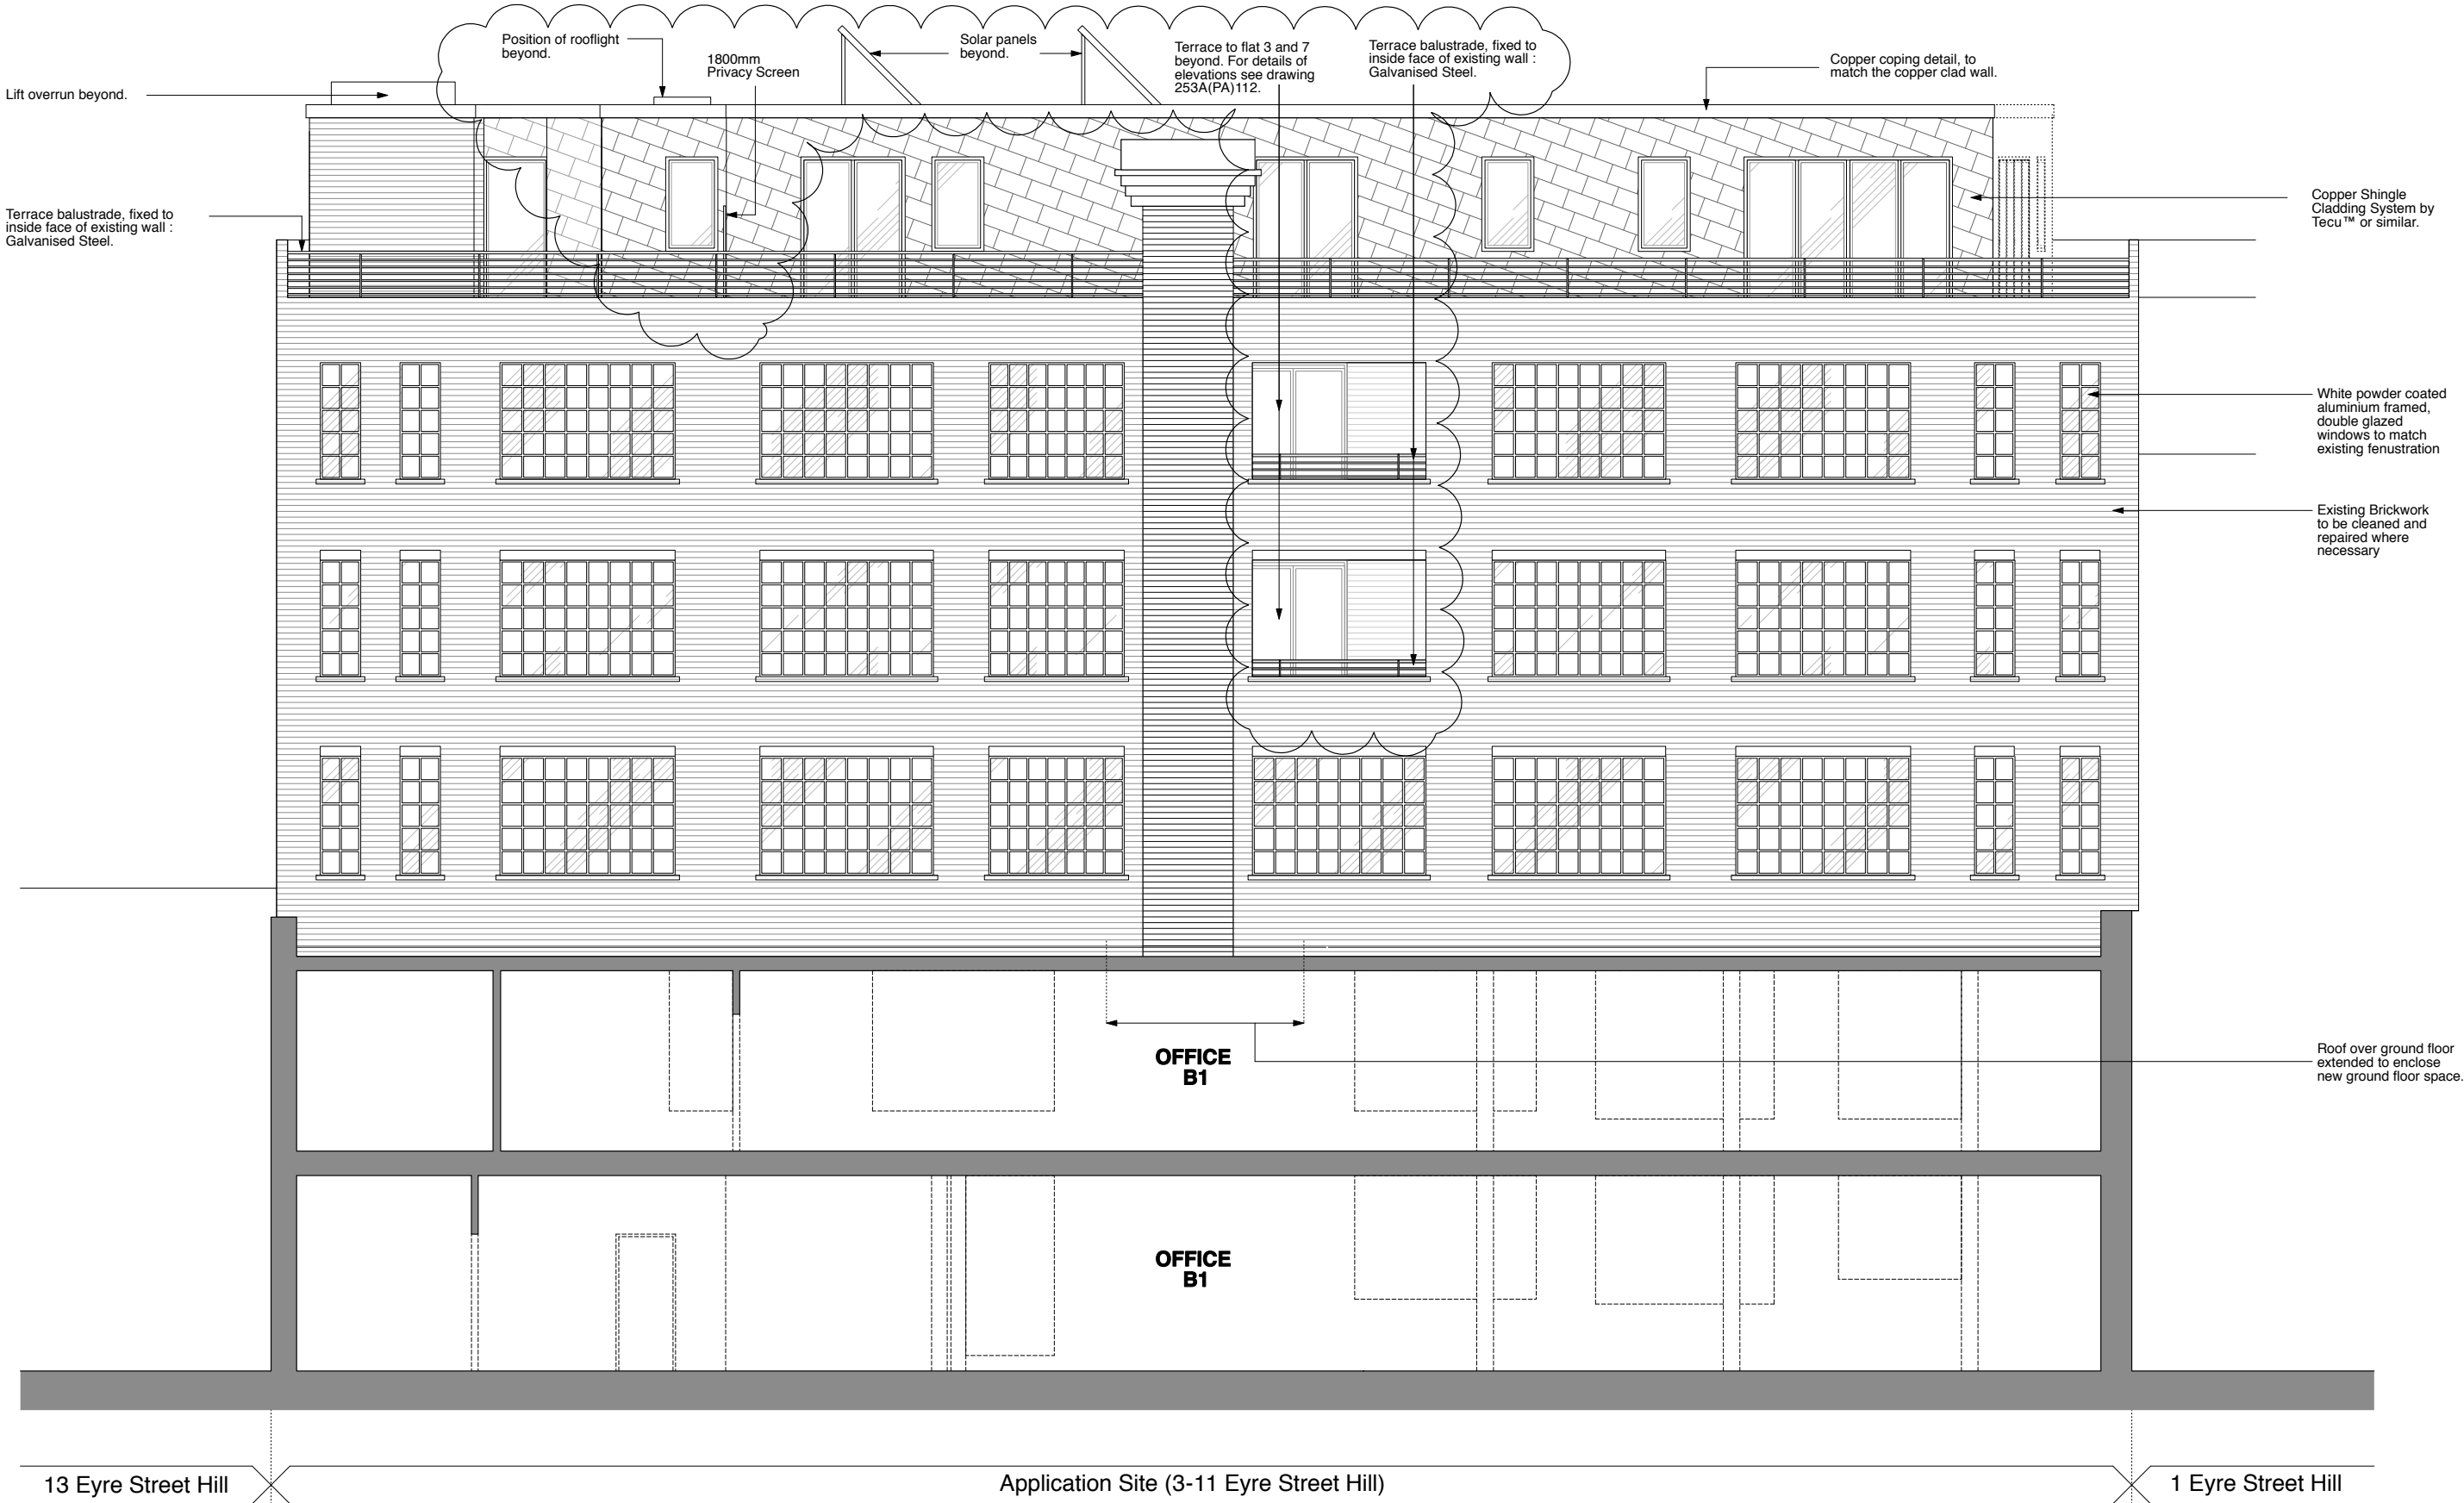 Position of rooflight
beyond.
1800mm
Privacy Screen
Solar panels
beyond.
Terrace to flat 3 and 7
beyond. For details of
elevations see drawing
253A(PA)112.
Terrace balustrade, fixed to
inside face of existing wall :
Galvanised Steel.
Copper coping detail, to
match the copper clad wall.
Lift overrun beyond.
Terrace balustrade, fixed to
inside face of existing wall :
Galvanised Steel.
Copper Shingle
Cladding System by
Tecu™ or similar.
White powder coated
aluminium framed,
double glazed
windows to match
existing fenustration
Existing Brickwork
to be cleaned and
repaired where
necessary
OFFICE
B1
Roof over ground floor
extended to enclose
new ground floor space.
OFFICE
B1
13 Eyre Street Hill
Application Site (3-11 Eyre Street Hill)
1 Eyre Street Hill